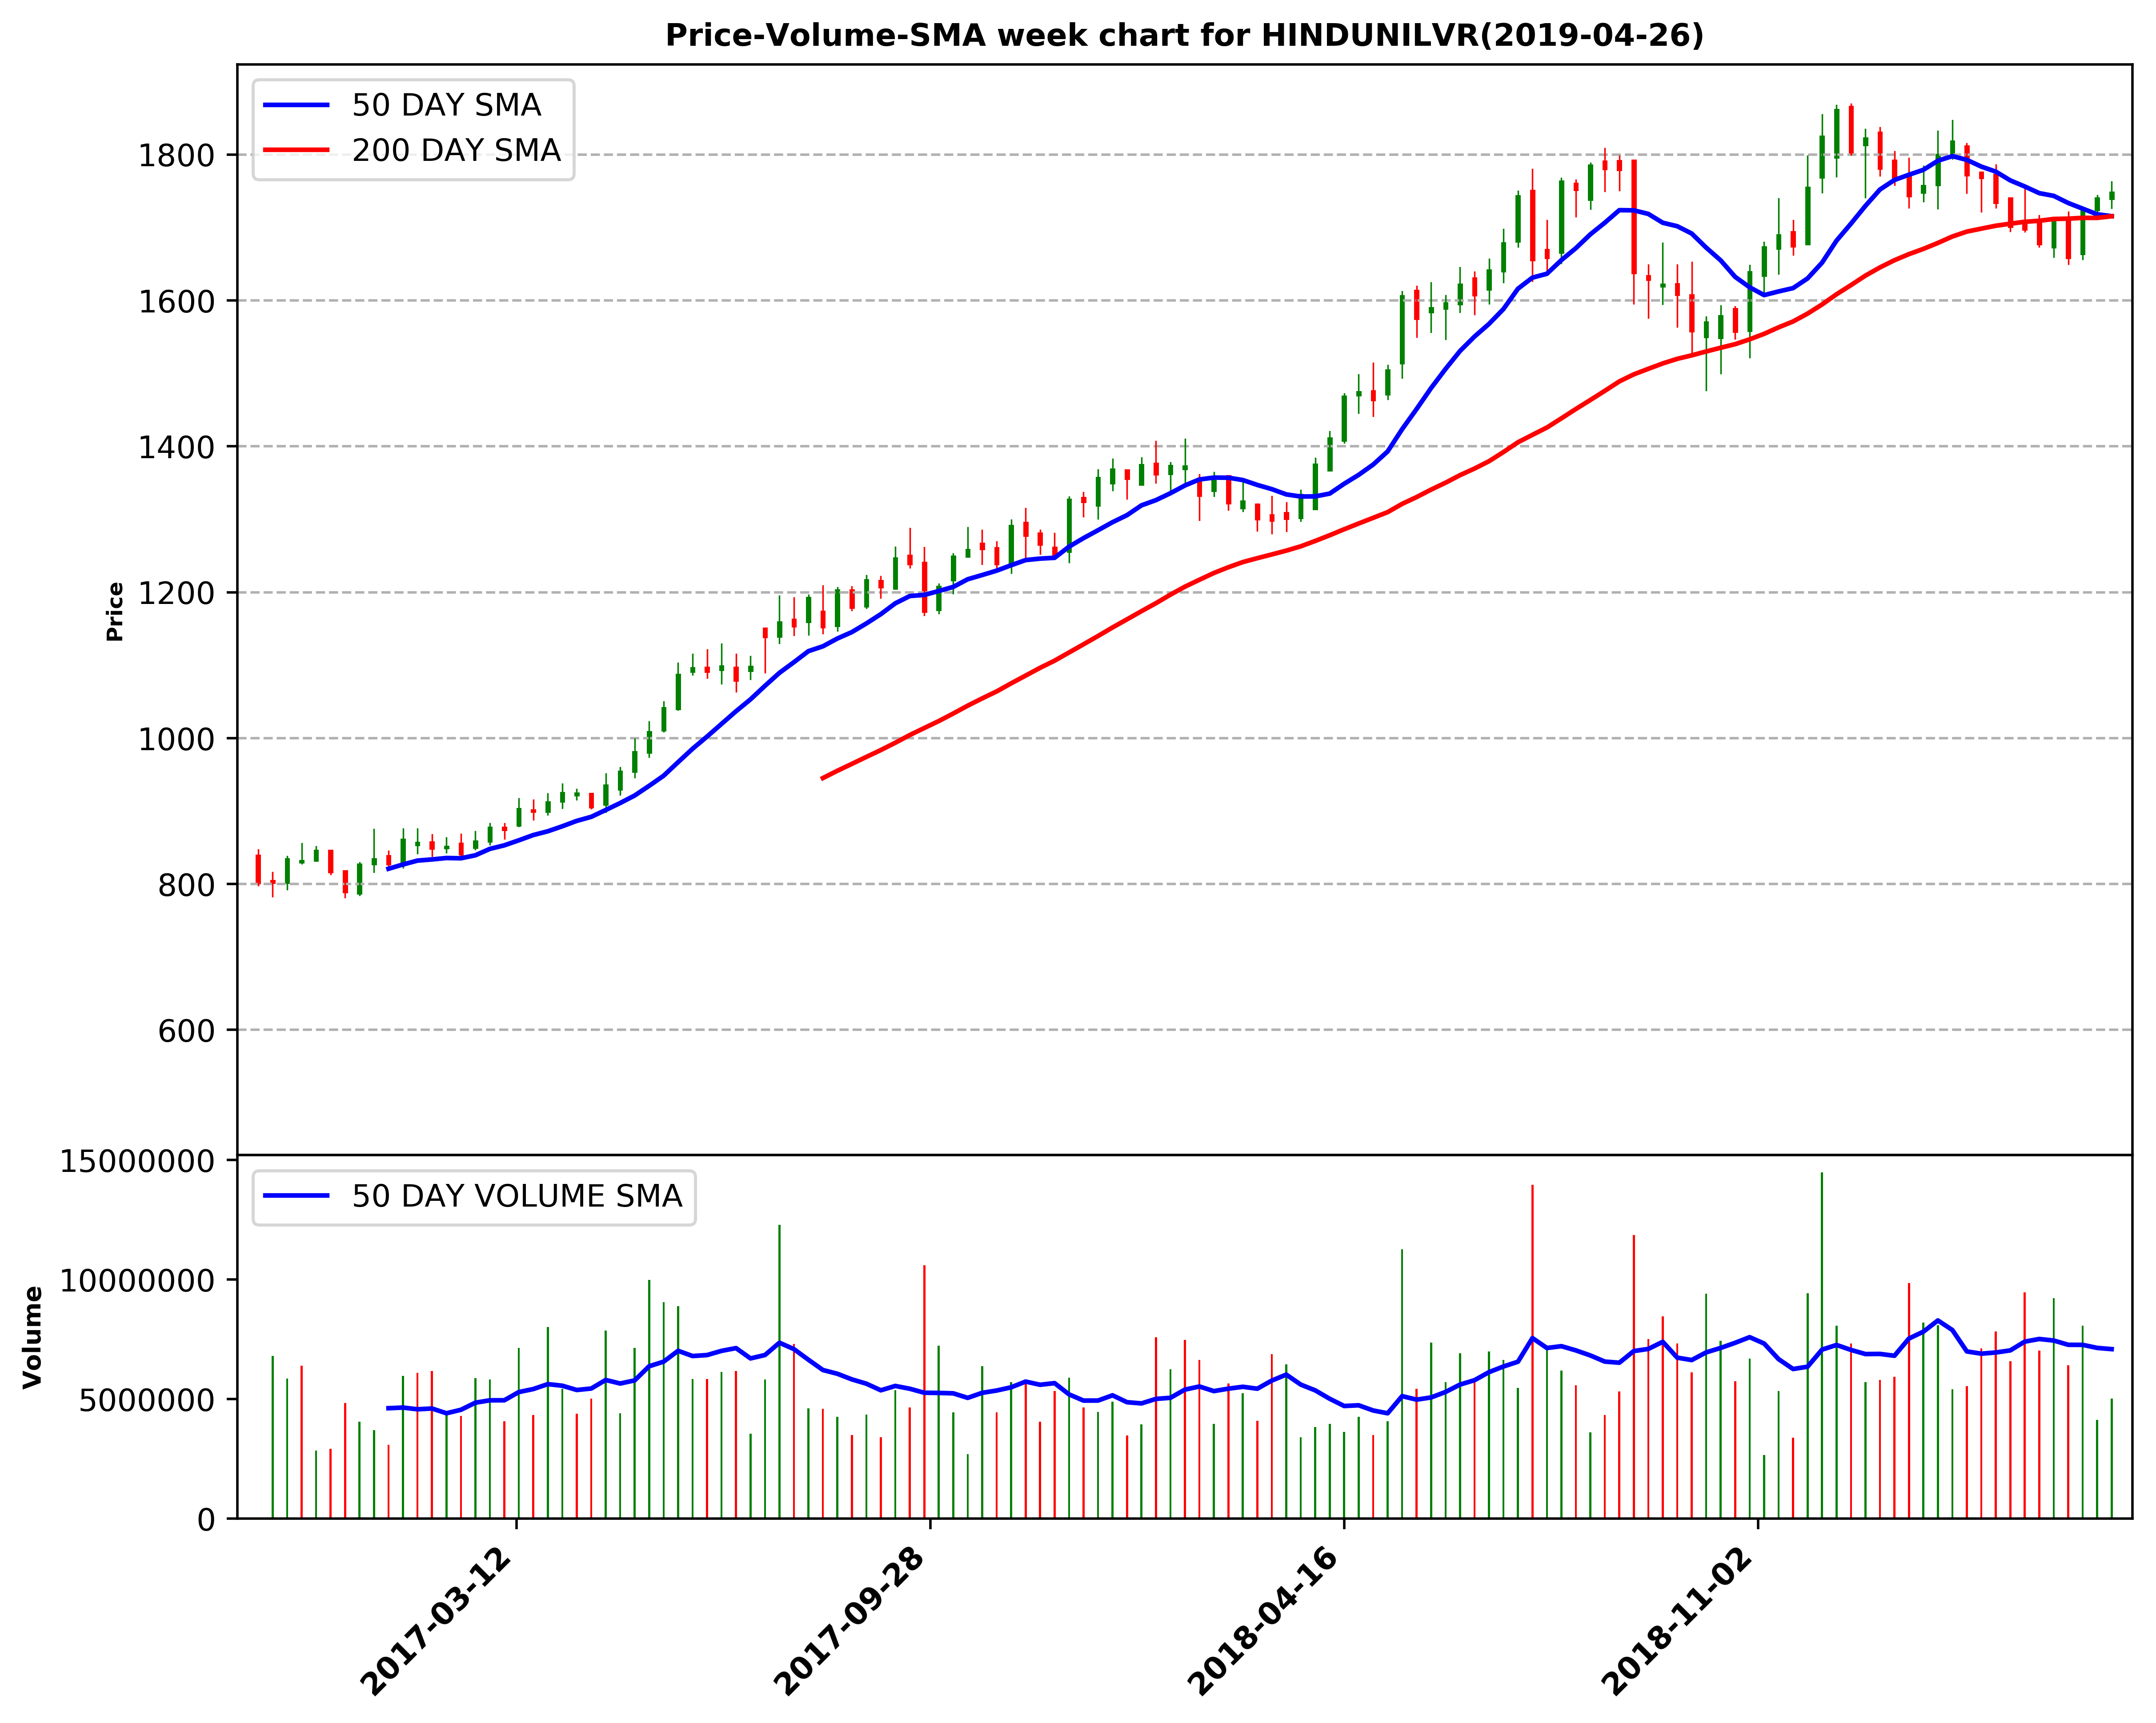 Price-Volume-SMA week chart for HINDUNILVR(2019-04-26)
50 DAY SMA
200 DAY SMA
1800
1600
1400
1200
1000
800
600
Price
15000000
10000000
5000000
0
Volume
50 DAY VOLUME SMA
2017-03-12
2017-09-28
2018-04-16
2018-11-02